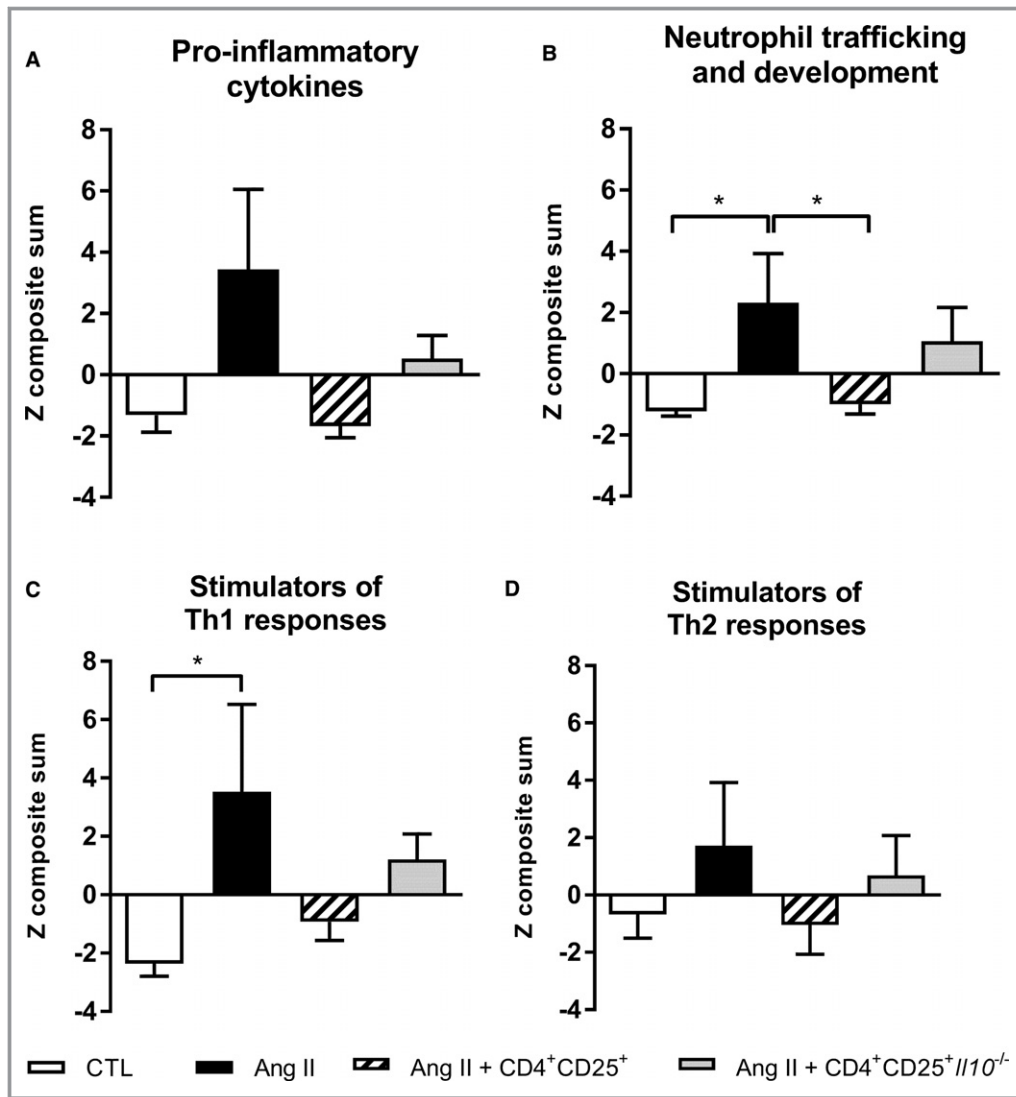 A
Pro-inflammatory
cytokines
Z composite sum
8
6
4
2
0
-2
-4
B
Neutrophil trafficking
and development
Z composite sum
8
6
4
2
0
-2
-4
*
*
C
Stimulators of
Th1 responses
Z composite sum
8
6
4
2
0
-2
-4
*
D
Stimulators of
Th2 responses
Z composite sum
8
6
4
2
0
-2
-4
CTL Ang II Ang II + CD4⁺CD25⁺ Ang II + CD4⁺CD25⁺Il10⁻/⁻